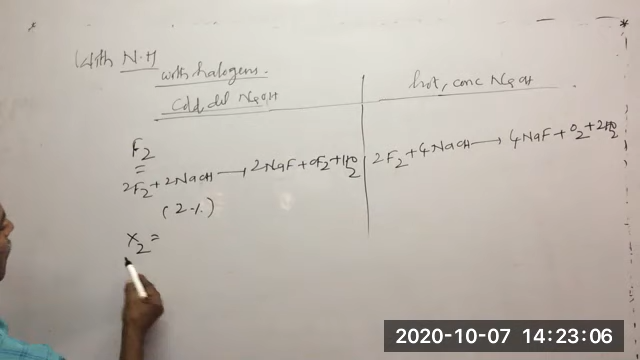 With N.H
with halogens.
Cold, dil NaOH
hot, conc NaOH
F2
=
2F2 + 2NaOH → 2NaF + OF2 + H2O
(2%)
2F2 + 4NaOH → 4NaF + O2 + 2H2O
X2 =
2020-10-07 14:23:06